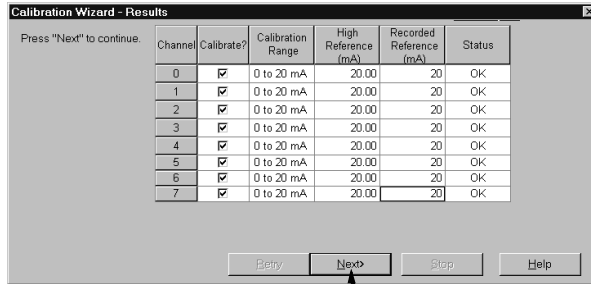 Calibration Wizard - Results
Press "Next" to continue.
Channel Calibrate? Calibration Range High Reference (mA) Recorded Reference (mA) Status
0 0 to 20 mA 20.00 20 OK
1 0 to 20 mA 20.00 20 OK
2 0 to 20 mA 20.00 20 OK
3 0 to 20 mA 20.00 20 OK
4 0 to 20 mA 20.00 20 OK
5 0 to 20 mA 20.00 20 OK
6 0 to 20 mA 20.00 20 OK
7 0 to 20 mA 20.00 20 OK
Retry Next> Stop Help